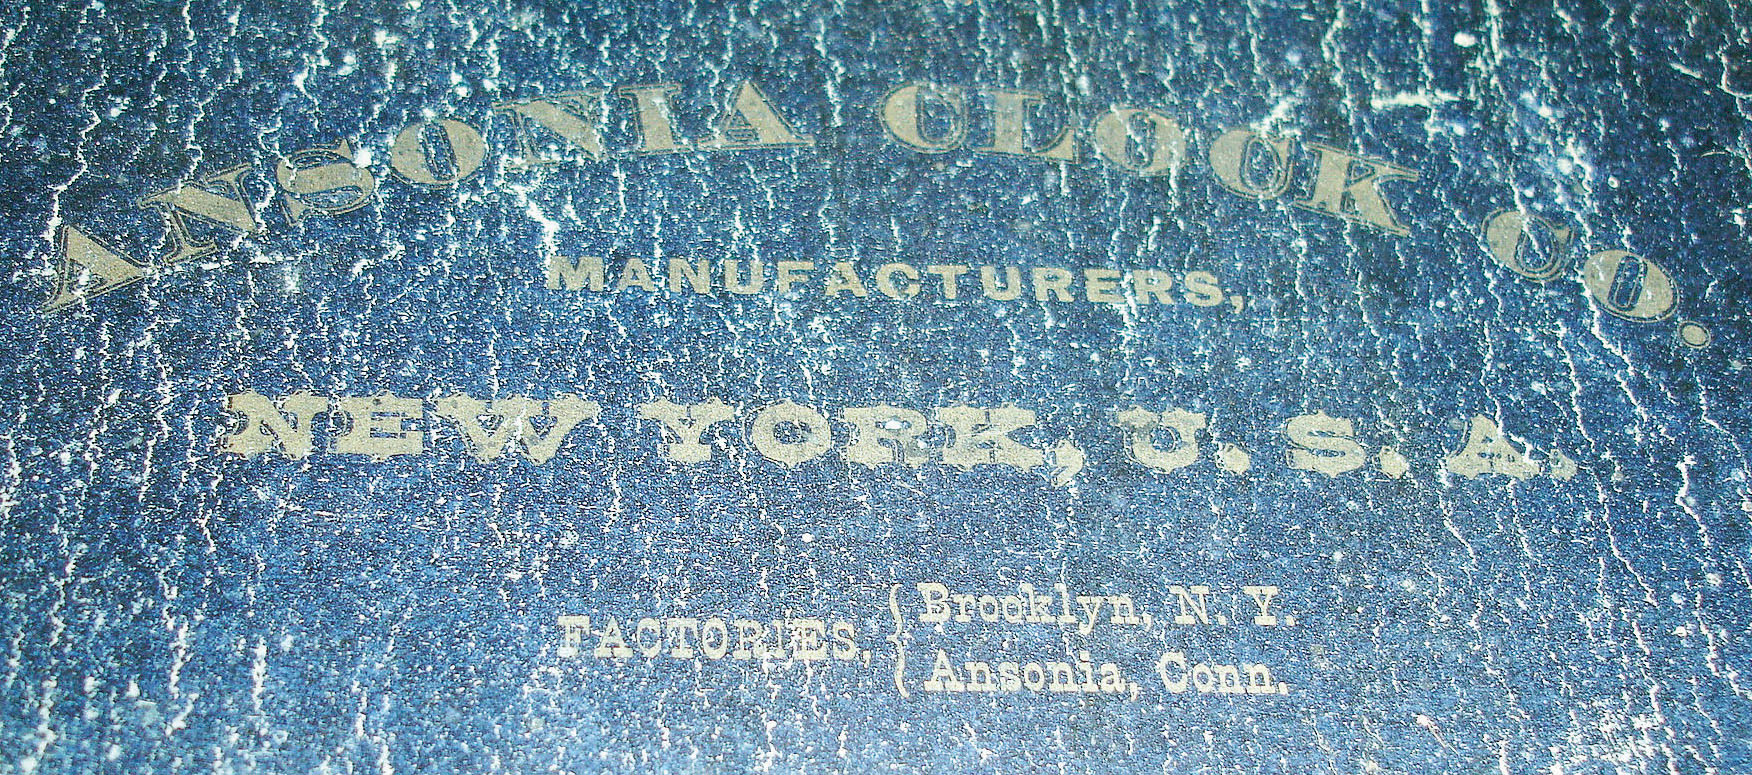 ANSONIA CLOCK CO.
MANUFACTURERS,
NEW YORK, U. S. A.
FACTORIES, { Brooklyn, N. Y.
Ansonia, Conn.